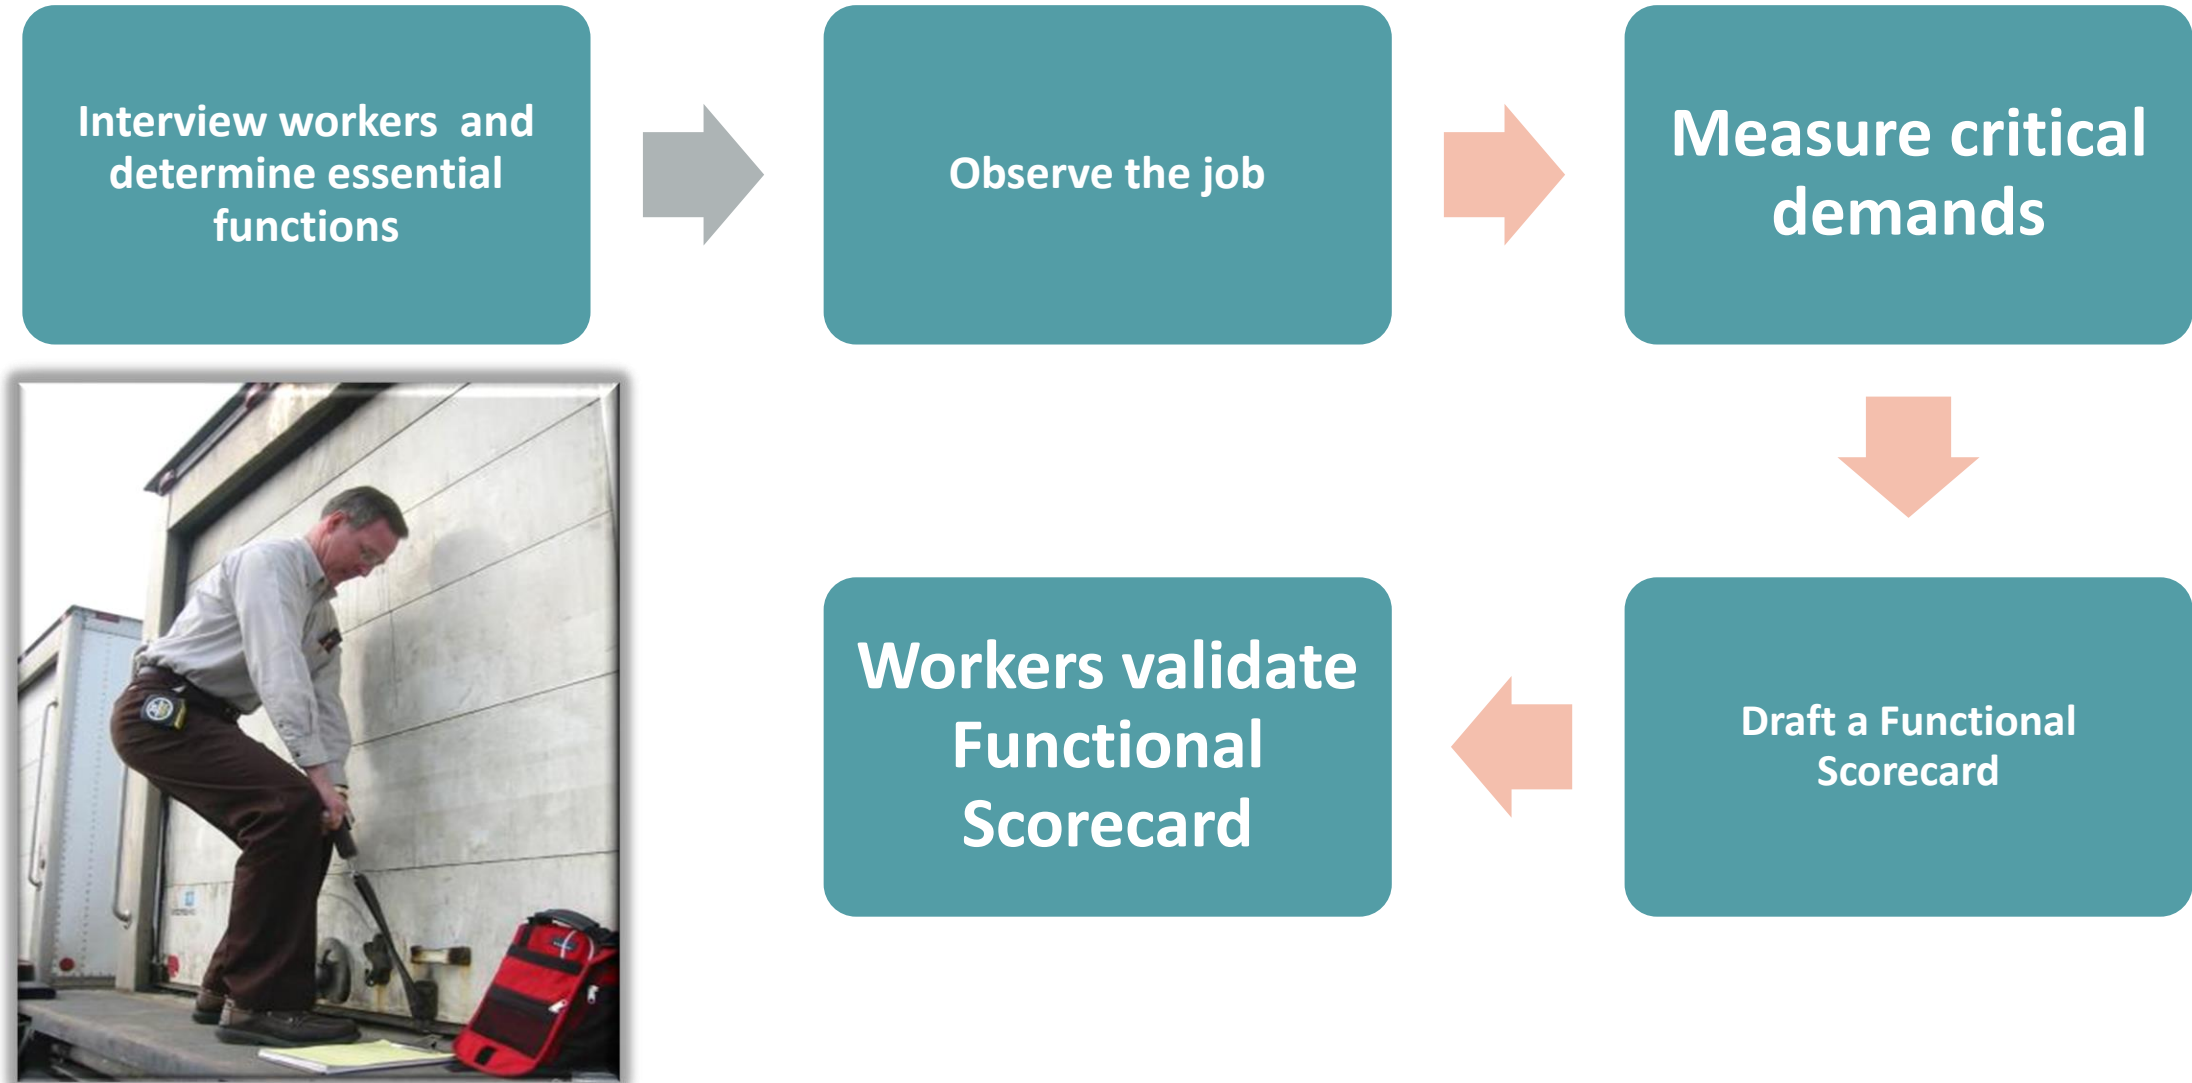 Interview workers  and
determine essential
functions
Observe the job
Measure critical
demands
Draft a Functional
Scorecard
Workers validate
Functional
Scorecard